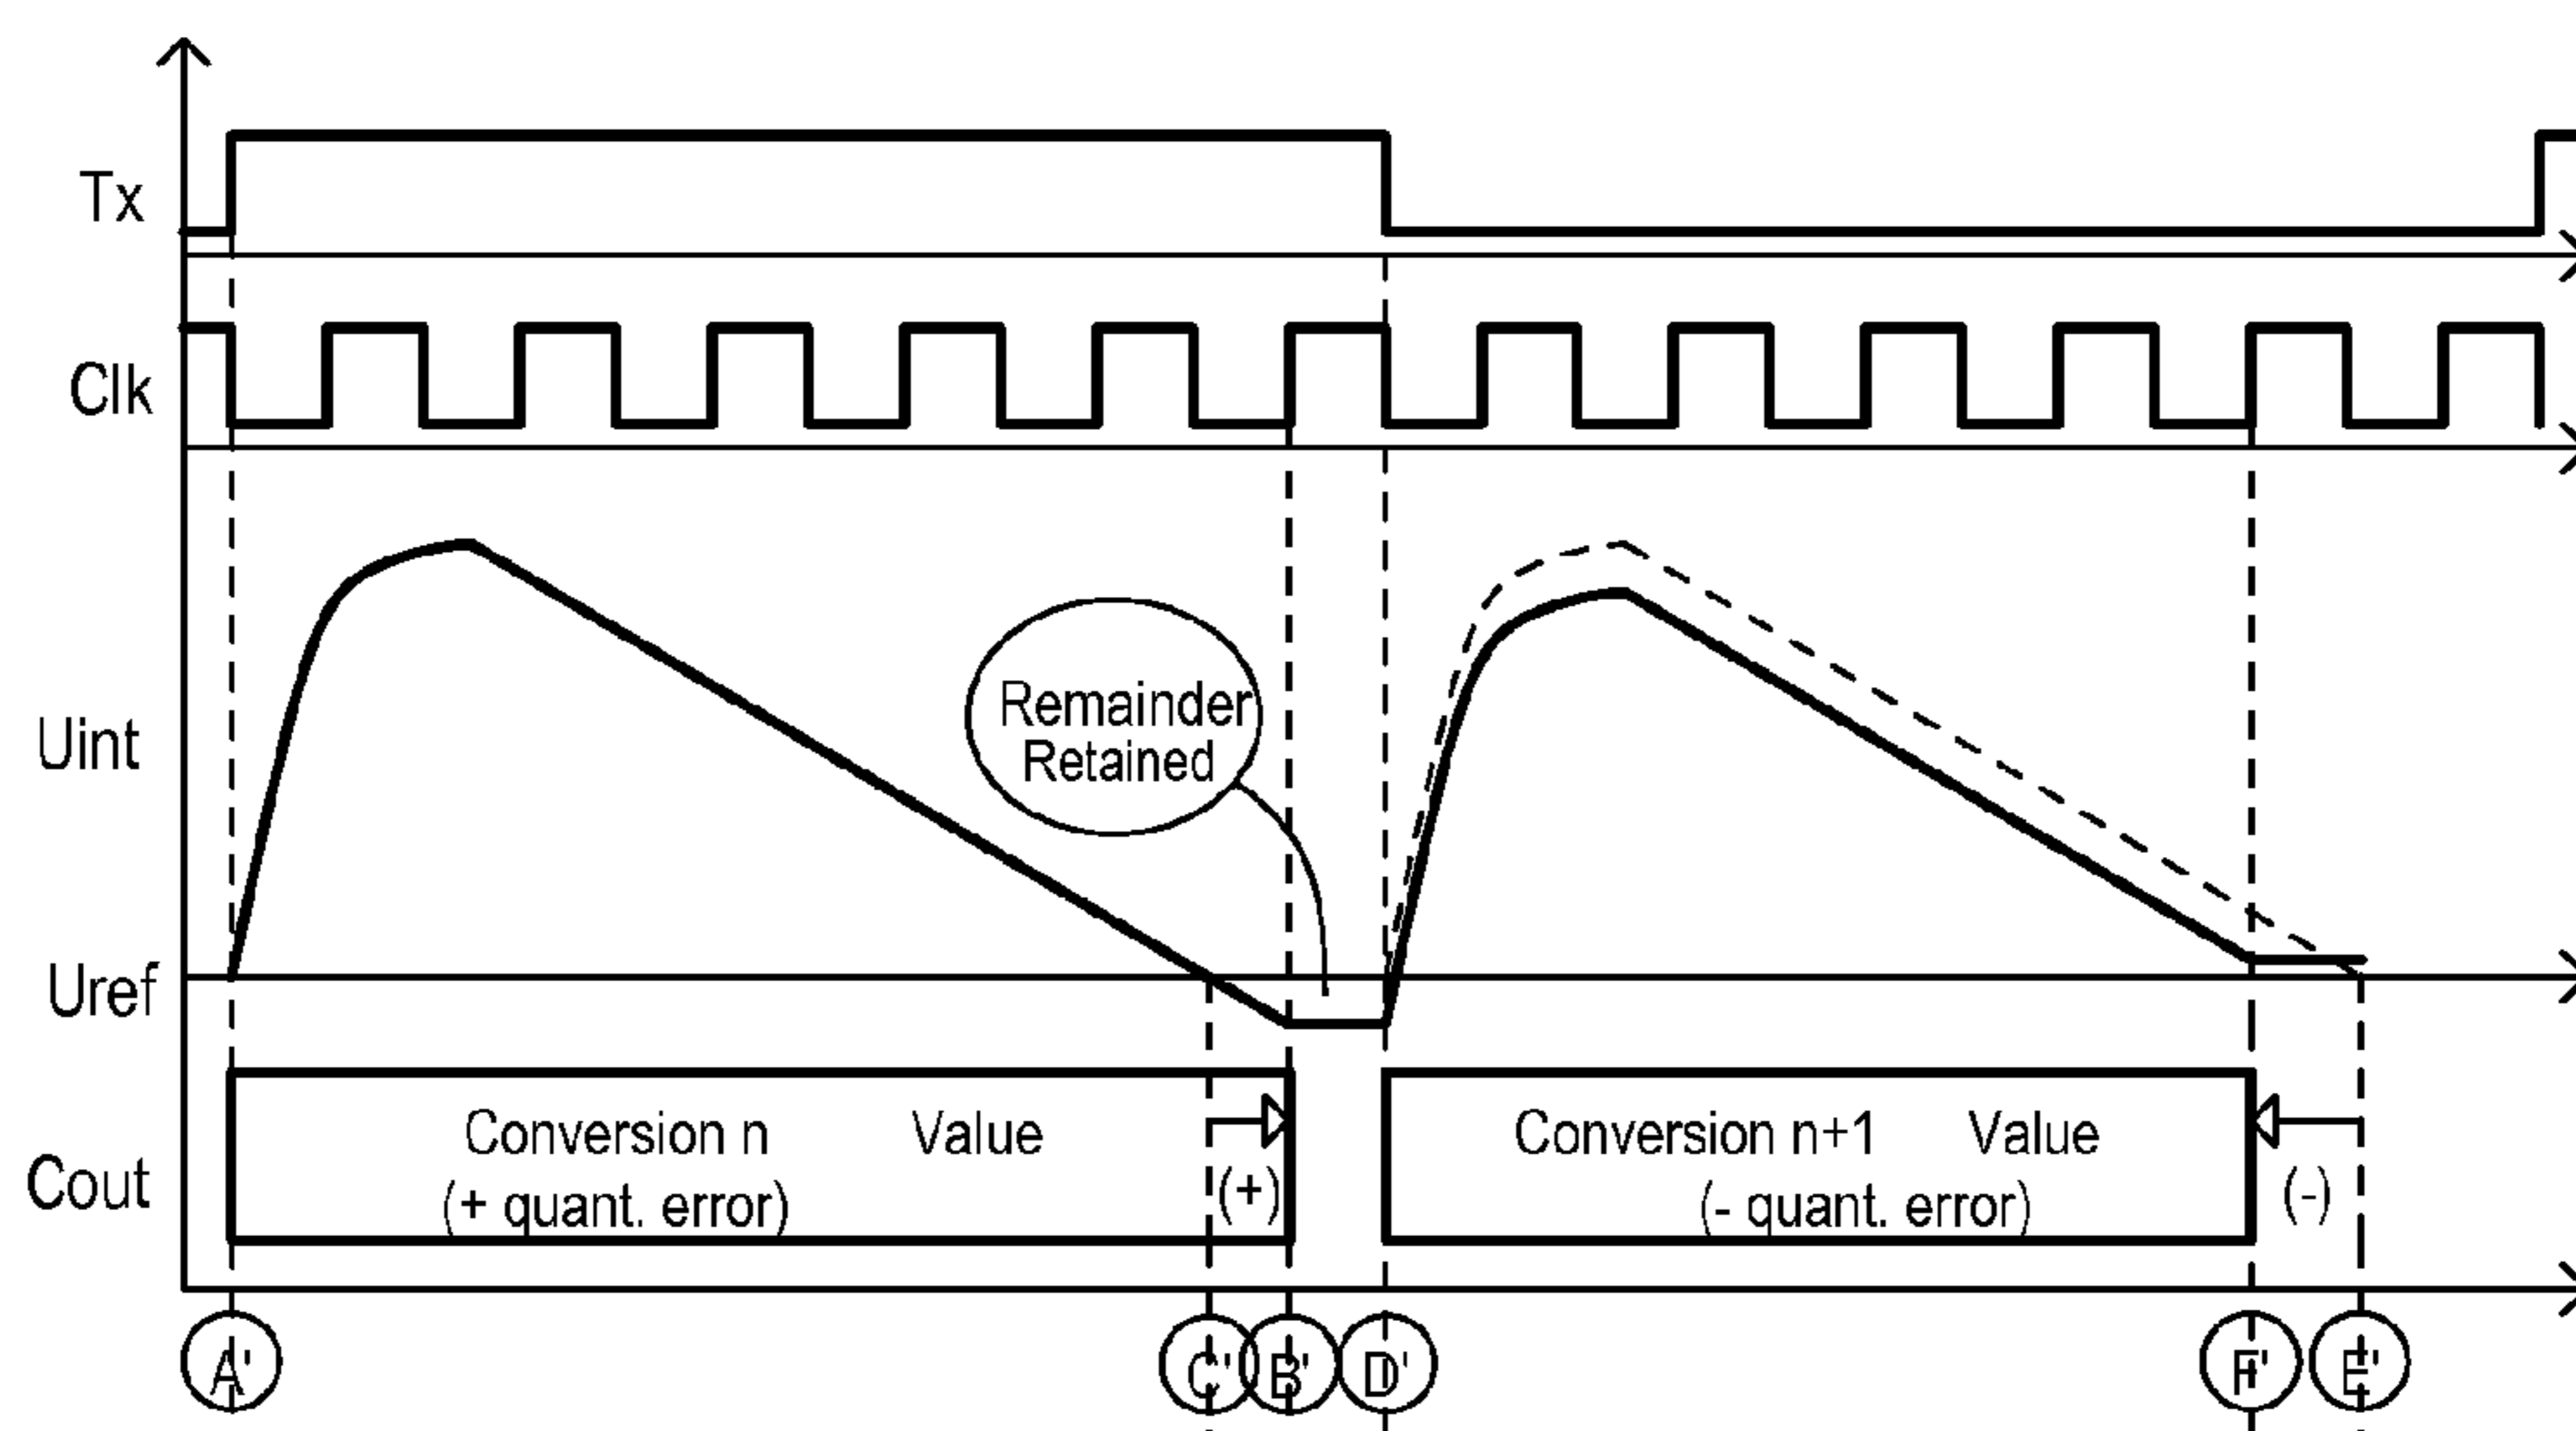 Tx
Clk
Uint
Remainder
Retained
Uref
Cout
Conversion n Value
(+ quant. error)
(+)
Conversion n+1 Value
(- quant. error)
(-)
A'
C'
B'
D'
F'
E'